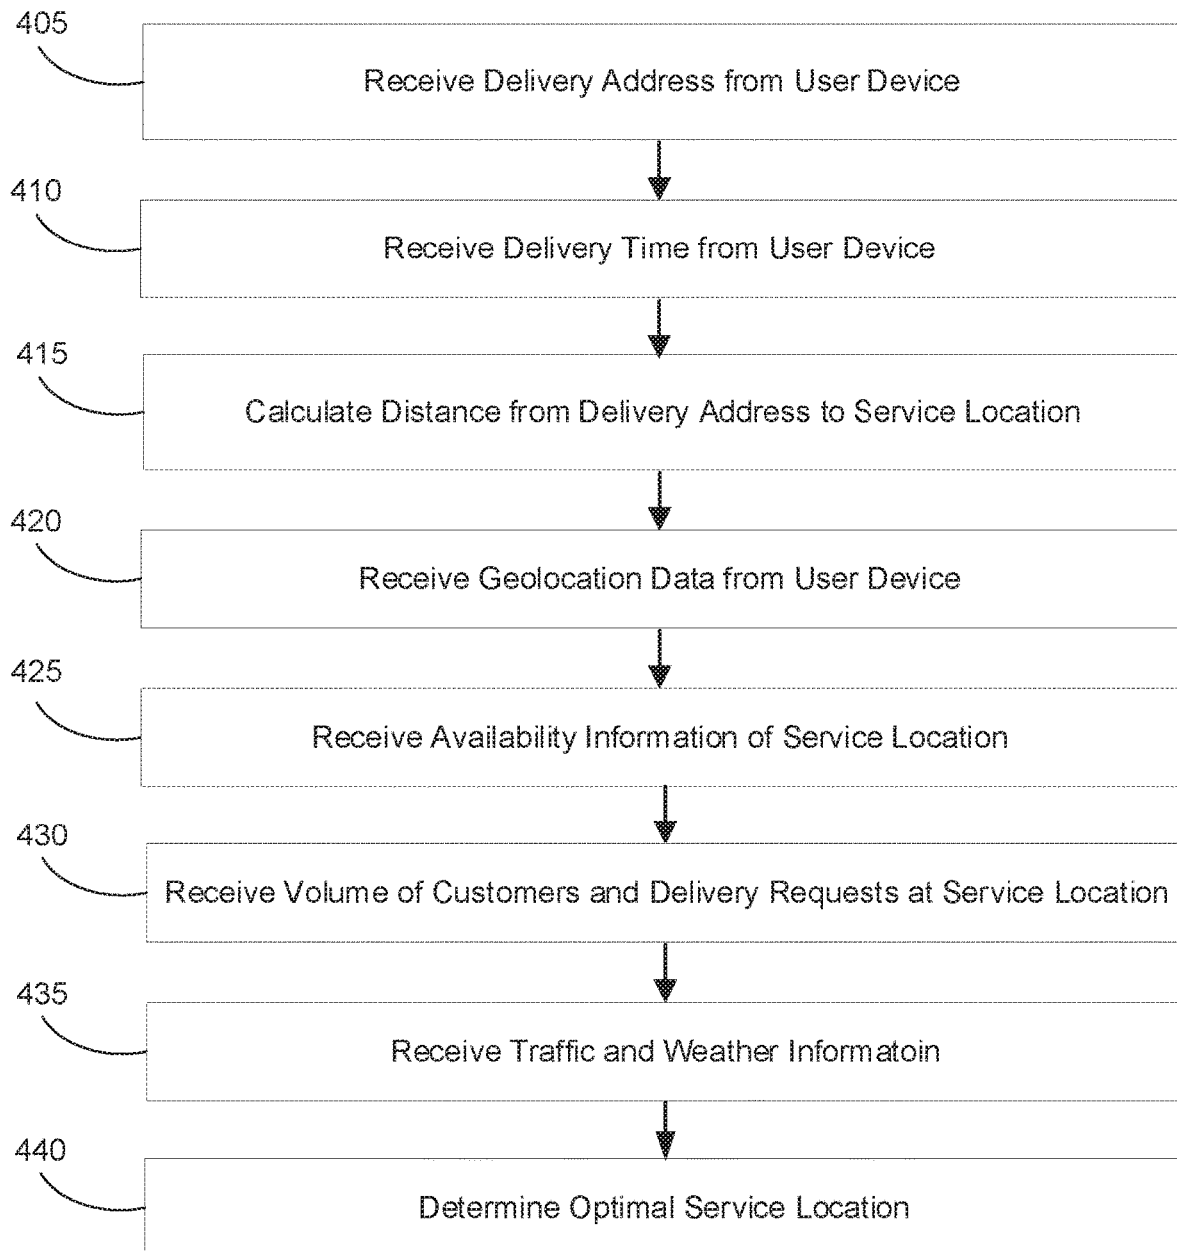 405
Receive Delivery Address from User Device
410
Receive Delivery Time from User Device
415
Calculate Distance from Delivery Address to Service Location
420
Receive Geolocation Data from User Device
425
Receive Availability Information of Service Location
430
Receive Volume of Customers and Delivery Requests at Service Location
435
Receive Traffic and Weather Informatoin
440
Determine Optimal Service Location